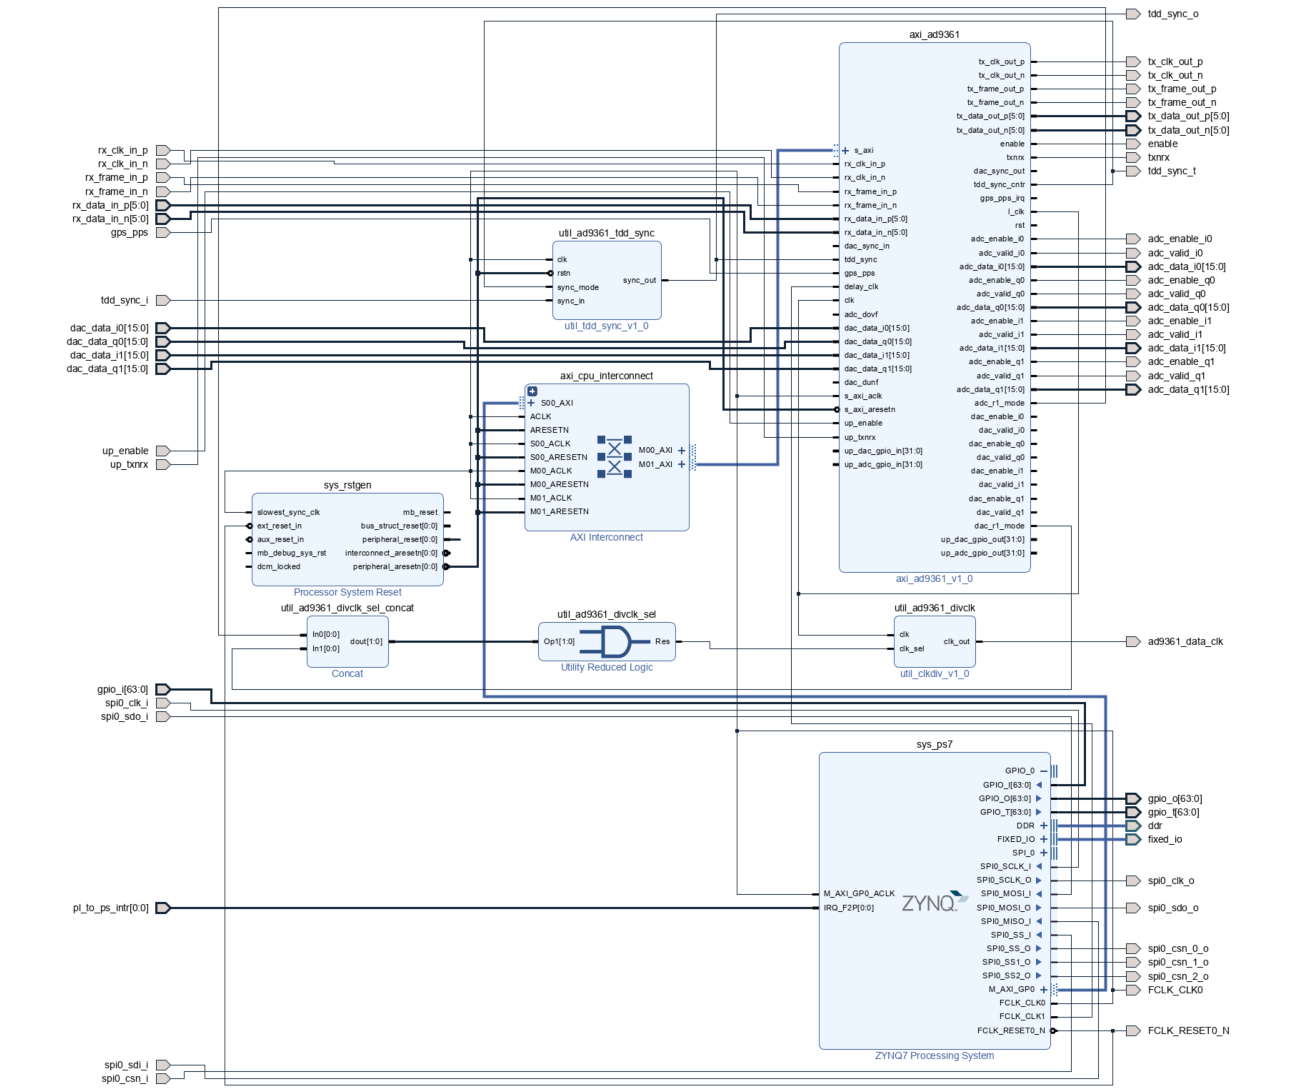 tdd_sync_o
axi_ad9361
tx_clk_out_p
tx_clk_out_n
tx_frame_out_p
tx_frame_out_n
tx_data_out_p[5:0]
tx_data_out_n[5:0]
enable
txnrx
dac_sync_out
tdd_sync_cntr
gps_pps_irq
l_clk
rst
adc_enable_i0
adc_valid_i0
adc_data_i0[15:0]
adc_enable_q0
adc_valid_q0
adc_data_q0[15:0]
adc_enable_i1
adc_valid_i1
adc_data_i1[15:0]
adc_enable_q1
adc_valid_q1
adc_data_q1[15:0]
adc_r1_mode
dac_enable_i0
dac_valid_i0
dac_enable_q0
dac_valid_q0
dac_enable_i1
dac_valid_i1
dac_enable_q1
dac_valid_q1
dac_r1_mode
up_dac_gpio_out[31:0]
up_adc_gpio_out[31:0]
s_axi
rx_clk_in_p
rx_clk_in_n
rx_frame_in_p
rx_frame_in_n
rx_data_in_p[5:0]
rx_data_in_n[5:0]
dac_sync_in
tdd_sync
gps_pps
delay_clk
clk
adc_dovf
dac_data_i0[15:0]
dac_data_q0[15:0]
dac_data_i1[15:0]
dac_data_q1[15:0]
dac_dunf
s_axi_aclk
s_axi_aresetn
up_enable
up_txnrx
up_dac_gpio_in[31:0]
up_adc_gpio_in[31:0]
axi_ad9361_v1_0
tx_clk_out_p
tx_clk_out_n
tx_frame_out_p
tx_frame_out_n
tx_data_out_p[5:0]
tx_data_out_n[5:0]
enable
txnrx
tdd_sync_t
adc_enable_i0
adc_valid_i0
adc_data_i0[15:0]
adc_enable_q0
adc_valid_q0
adc_data_q0[15:0]
adc_enable_i1
adc_valid_i1
adc_data_i1[15:0]
adc_enable_q1
adc_valid_q1
adc_data_q1[15:0]
rx_clk_in_p
rx_clk_in_n
rx_frame_in_p
rx_frame_in_n
rx_data_in_p[5:0]
rx_data_in_n[5:0]
gps_pps
tdd_sync_i
dac_data_i0[15:0]
dac_data_q0[15:0]
dac_data_i1[15:0]
dac_data_q1[15:0]
up_enable
up_txnrx
util_ad9361_tdd_sync
clk
rstn
sync_mode
sync_in
sync_out
util_tdd_sync_v1_0
axi_cpu_interconnect
S00_AXI
ACLK
ARESETN
S00_ACLK
S00_ARESETN
M00_ACLK
M00_ARESETN
M01_ACLK
M01_ARESETN
M00_AXI
M01_AXI
AXI Interconnect
sys_rstgen
slowest_sync_clk
ext_reset_in
aux_reset_in
mb_debug_sys_rst
dcm_locked
mb_reset
bus_struct_reset[0:0]
peripheral_reset[0:0]
interconnect_aresetn[0:0]
peripheral_aresetn[0:0]
Processor System Reset
util_ad9361_divclk_sel_concat
In0[0:0]
In1[0:0]
dout[1:0]
Concat
util_ad9361_divclk_sel
Op1[1:0]
Res
Utility Reduced Logic
util_ad9361_divclk
clk
clk_sel
clk_out
util_clkdiv_v1_0
ad9361_data_clk
gpio_i[63:0]
spi0_clk_i
spi0_sdo_i
pl_to_ps_intr[0:0]
spi0_sdi_i
spi0_csn_i
sys_ps7
M_AXI_GP0_ACLK
IRQ_F2P[0:0]
ZYNQ.
GPIO_0
GPIO_I[63:0]
GPIO_O[63:0]
GPIO_T[63:0]
DDR
FIXED_IO
SPI_0
SPI0_SCLK_I
SPI0_SCLK_O
SPI0_MOSI_I
SPI0_MOSI_O
SPI0_MISO_I
SPI0_SS_I
SPI0_SS_O
SPI0_SS1_O
SPI0_SS2_O
M_AXI_GP0
FCLK_CLK0
FCLK_CLK1
FCLK_RESET0_N
ZYNQ7 Processing System
gpio_o[63:0]
gpio_t[63:0]
ddr
fixed_io
spi0_clk_o
spi0_sdo_o
spi0_csn_0_o
spi0_csn_1_o
spi0_csn_2_o
FCLK_CLK0
FCLK_RESET0_N